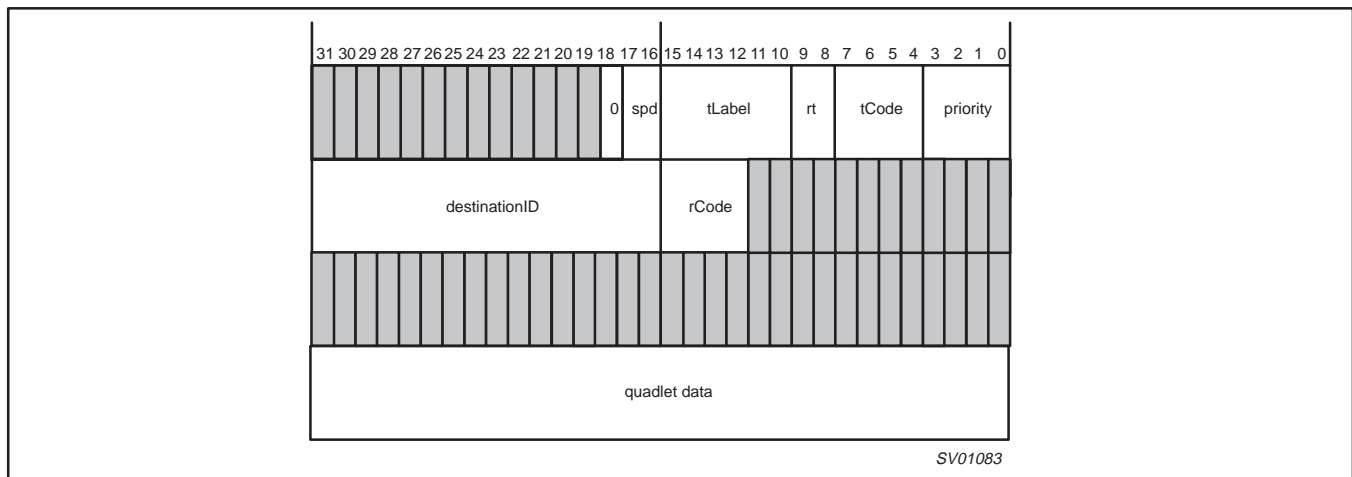 31 30 29 28 27 26 25 24 23 22 21 20 19 18 17 16 15 14 13 12 11 10 9 8 7 6 5 4 3 2 1 0
0 spd tLabel rt tCode priority
destinationID rCode
quadlet data
SV01083